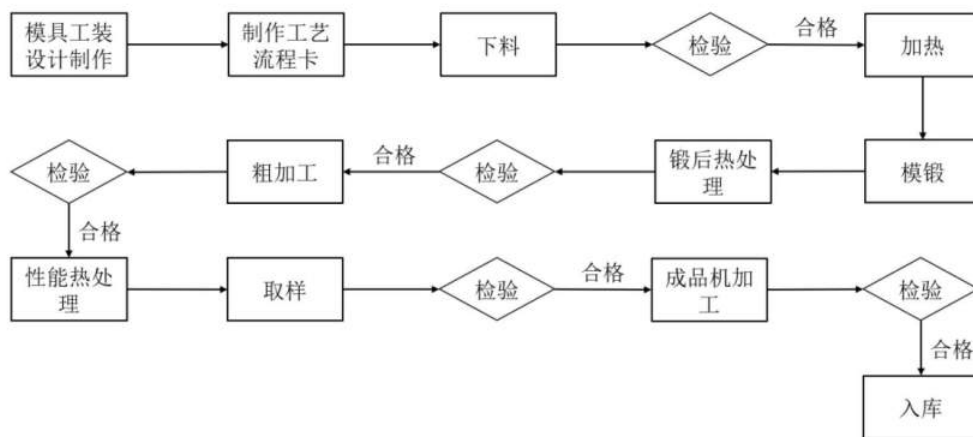 模具工装
设计制作
制作工艺
流程卡
下料
检验
合格
加热
检验
合格
粗加工
检验
合格
锻后热处
理
模锻
性能热处
理
取样
检验
合格
成品机加
工
检验
合格
入库